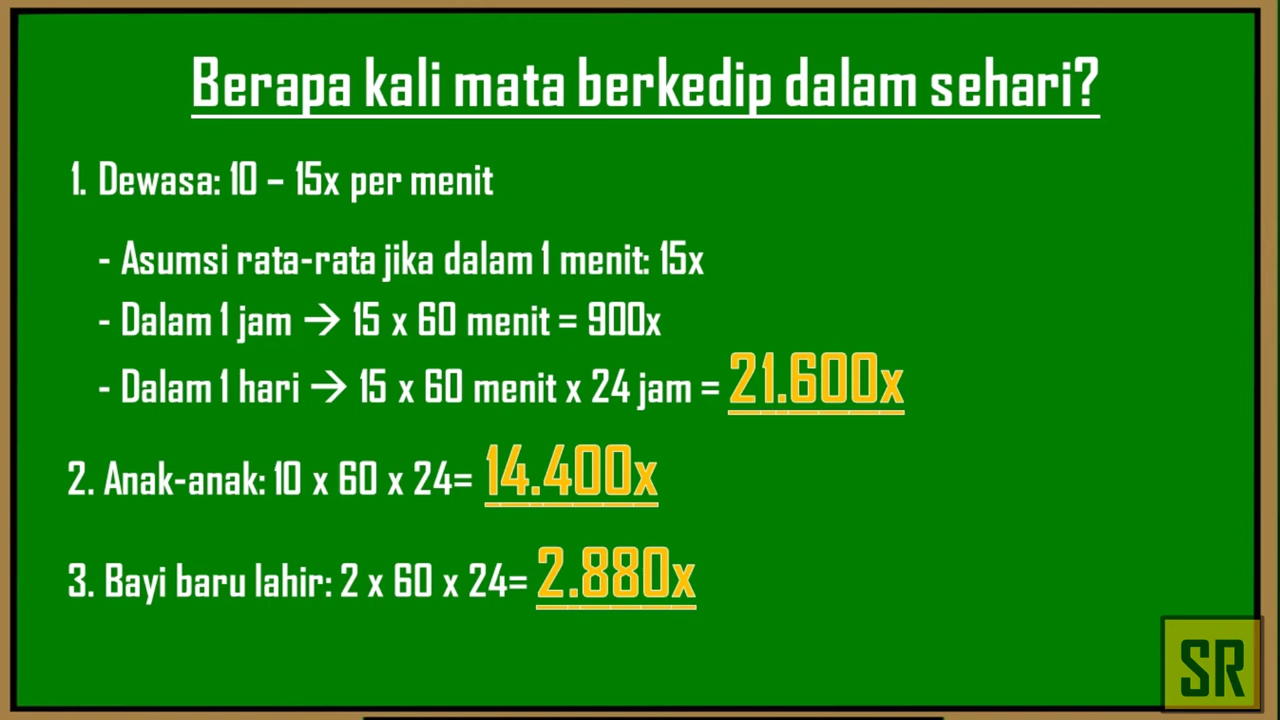 Berapa kali mata berkedip dalam sehari?
1. Dewasa: 10 – 15x per menit
- Asumsi rata-rata jika dalam 1 menit: 15x
- Dalam 1 jam → 15 x 60 menit = 900x
- Dalam 1 hari → 15 x 60 menit x 24 jam = 21.600x
2. Anak-anak: 10 x 60 x 24= 14.400x
3. Bayi baru lahir: 2 x 60 x 24= 2.880x
SR